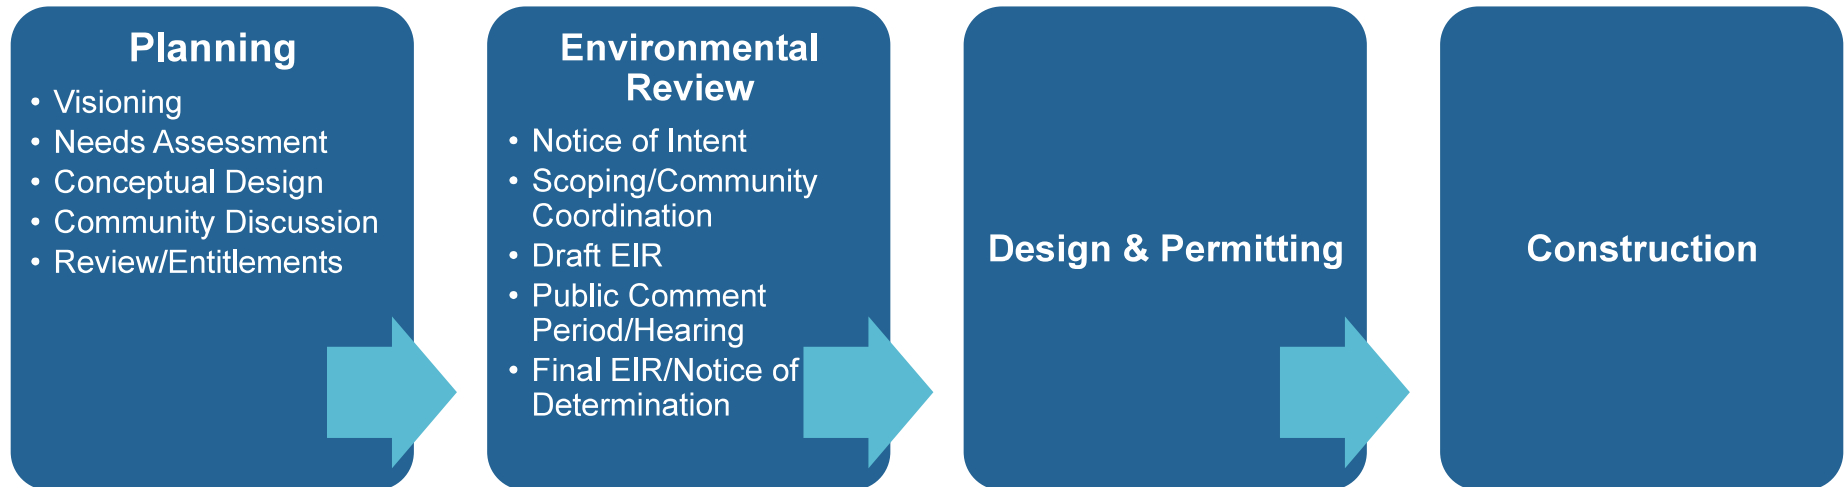 Planning
• Visioning
• Needs Assessment
• Conceptual Design
• Community Discussion
• Review/Entitlements
Environmental
Review
• Notice of Intent
• Scoping/Community
Coordination
• Draft EIR
• Public Comment
Period/Hearing
• Final EIR/Notice of
Determination
Design & Permitting
Construction